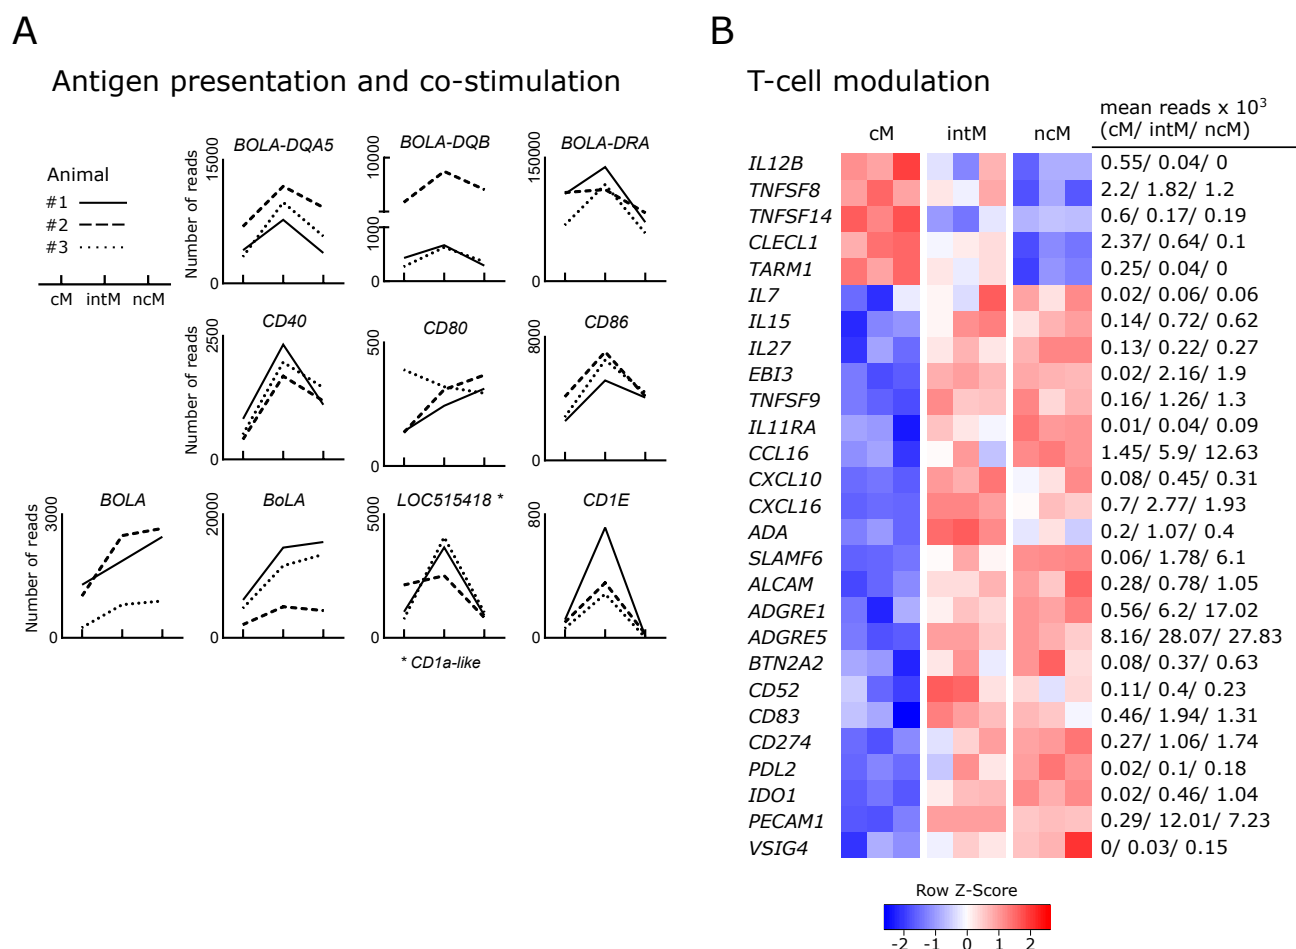 A
Antigen presentation and co-stimulation
Animal
#1
#2
#3
cM intM ncM
BOLA-DQA5
Number of reads
15000
0
BOLA-DQB
10000
1000
0
BOLA-DRA
150000
0
CD40
Number of reads
2500
0
CD80
500
0
CD86
8000
0
BOLA
Number of reads
3000
0
BoLA
20000
0
LOC515418 *
5000
0
* CD1a-like
CD1E
800
0
B
T-cell modulation
mean reads x 10³
(cM/ intM/ ncM)
cM intM ncM
IL12B 0.55/ 0.04/ 0
TNFSF8 2.2/ 1.82/ 1.2
TNFSF14 0.6/ 0.17/ 0.19
CLECL1 2.37/ 0.64/ 0.1
TARM1 0.25/ 0.04/ 0
IL7 0.02/ 0.06/ 0.06
IL15 0.14/ 0.72/ 0.62
IL27 0.13/ 0.22/ 0.27
EBI3 0.02/ 2.16/ 1.9
TNFSF9 0.16/ 1.26/ 1.3
IL11RA 0.01/ 0.04/ 0.09
CCL16 1.45/ 5.9/ 12.63
CXCL10 0.08/ 0.45/ 0.31
CXCL16 0.7/ 2.77/ 1.93
ADA 0.2/ 1.07/ 0.4
SLAMF6 0.06/ 1.78/ 6.1
ALCAM 0.28/ 0.78/ 1.05
ADGRE1 0.56/ 6.2/ 17.02
ADGRE5 8.16/ 28.07/ 27.83
BTN2A2 0.08/ 0.37/ 0.63
CD52 0.11/ 0.4/ 0.23
CD83 0.46/ 1.94/ 1.31
CD274 0.27/ 1.06/ 1.74
PDL2 0.02/ 0.1/ 0.18
IDO1 0.02/ 0.46/ 1.04
PECAM1 0.29/ 12.01/ 7.23
VSIG4 0/ 0.03/ 0.15
Row Z-Score
-2 -1 0 1 2